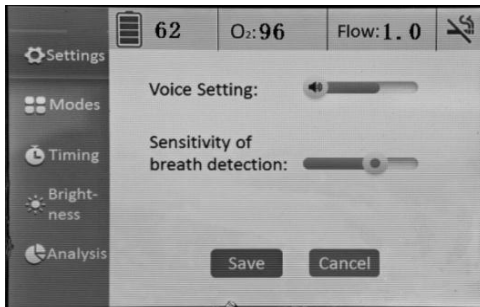 62 O₂:96 Flow:1.0
Settings
Modes
Timing
Bright-
ness
Analysis
Voice Setting:
Sensitivity of
breath detection:
Save Cancel